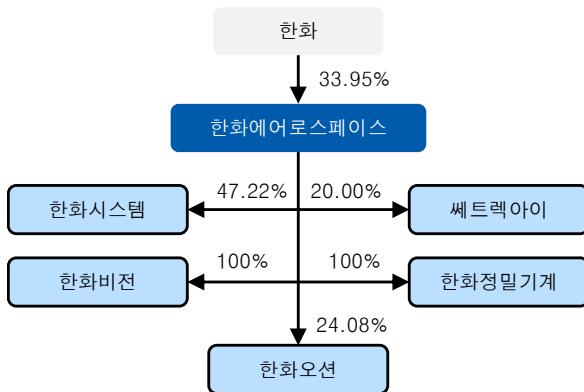 한화
33.95%
한화에어로스페이스
47.22%
20.00%
한화시스템
쎄트렉아이
100%
100%
한화비전
한화정밀기계
24.08%
한화오션